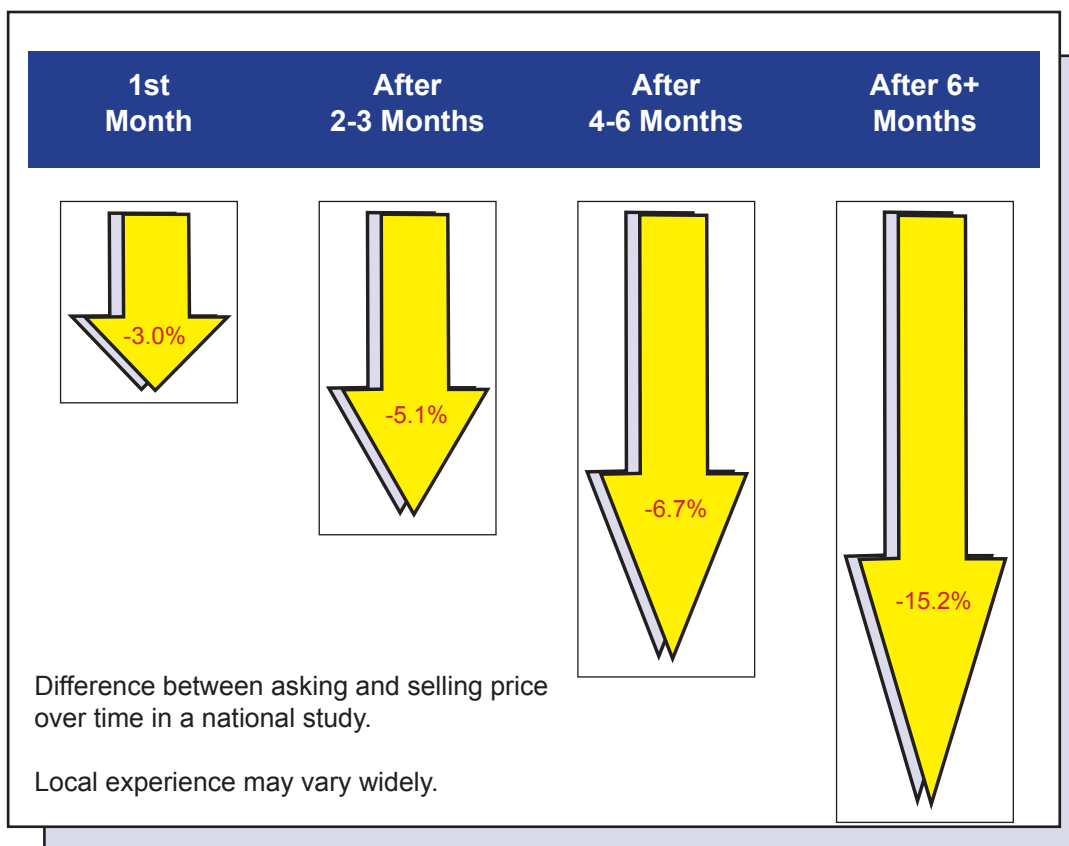 1st
Month
After
2-3 Months
After
4-6 Months
After 6+
Months
-3.0%
-5.1%
-6.7%
-15.2%
Difference between asking and selling price
over time in a national study.
Local experience may vary widely.